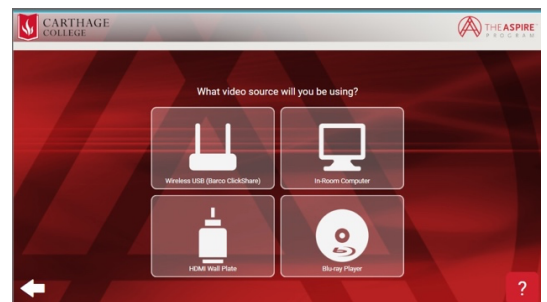 CARTHAGE
COLLEGE
THE ASPIRE
PROGRAM
What video source will you be using?
Wireless USB (Barco ClickShare)
In-Room Computer
HDMI Wall Plate
Blu-ray Player
?